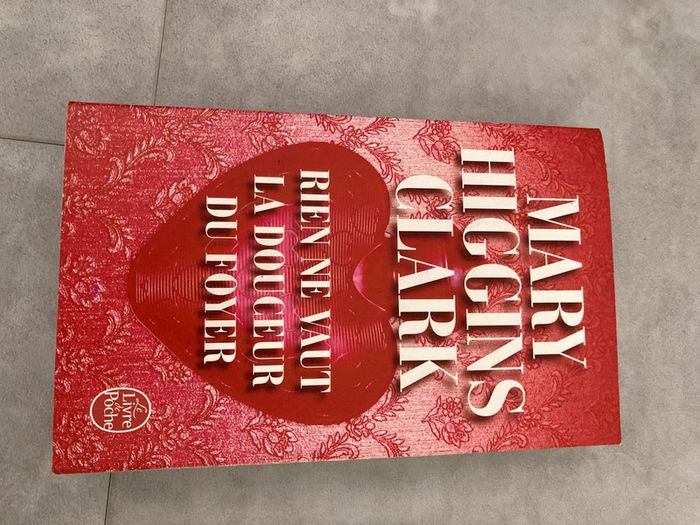 MARY
HIGGINS
CLARK
RIEN NE VAUT
LA DOUCEUR
DU FOYER
Le
Livre
de
Poche